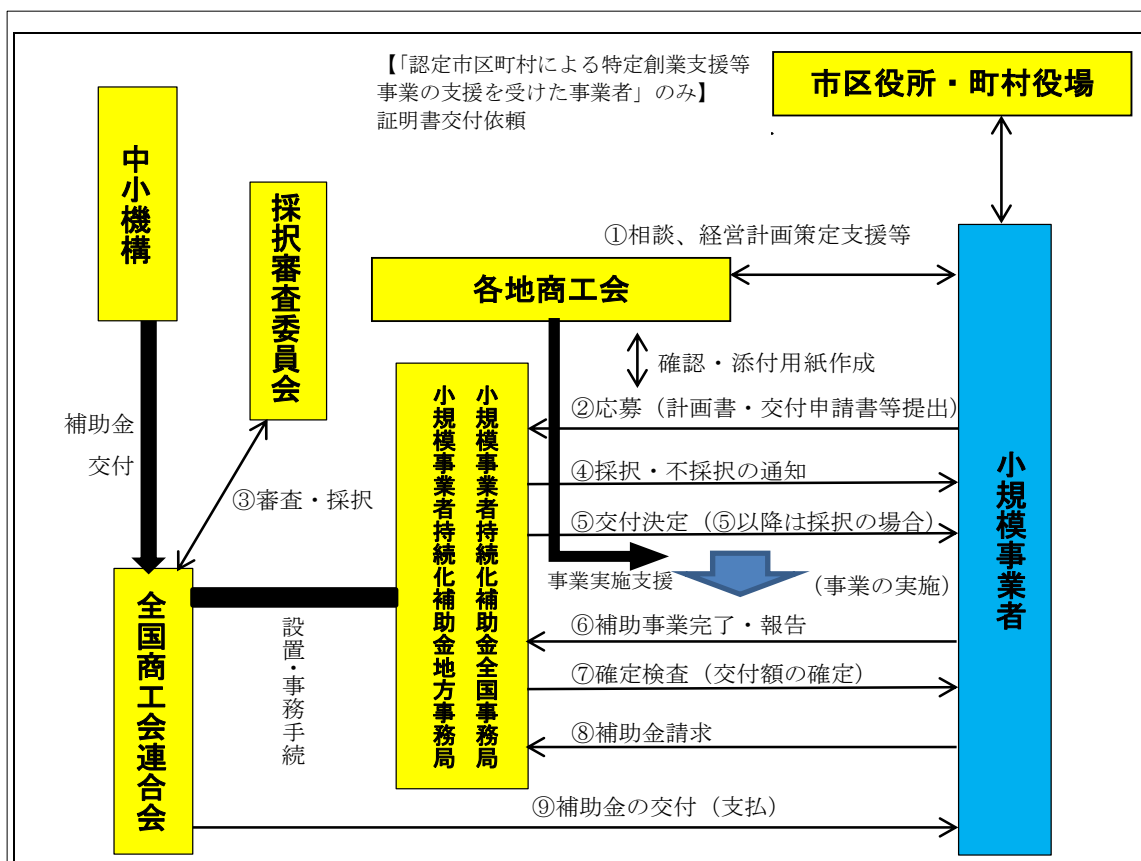 【「認定市区町村による特定創業支援等
事業の支援を受けた事業者」のみ】
証明書交付依頼
市区役所・町村役場
中小機構
採択審査委員会
①相談、経営計画策定支援等
各地商工会
確認・添付用紙作成
小規模事業者持続化補助金全国事務局
小規模事業者持続化補助金地方事務局
②応募（計画書・交付申請書等提出）
補助金
交付
④採択・不採択の通知
③審査・採択
⑤交付決定（⑤以降は採択の場合）
小規模事業者
事業実施支援
（事業の実施）
全国商工会連合会
設置・事務手続
⑥補助事業完了・報告
⑦確定検査（交付額の確定）
⑧補助金請求
⑨補助金の交付（支払）